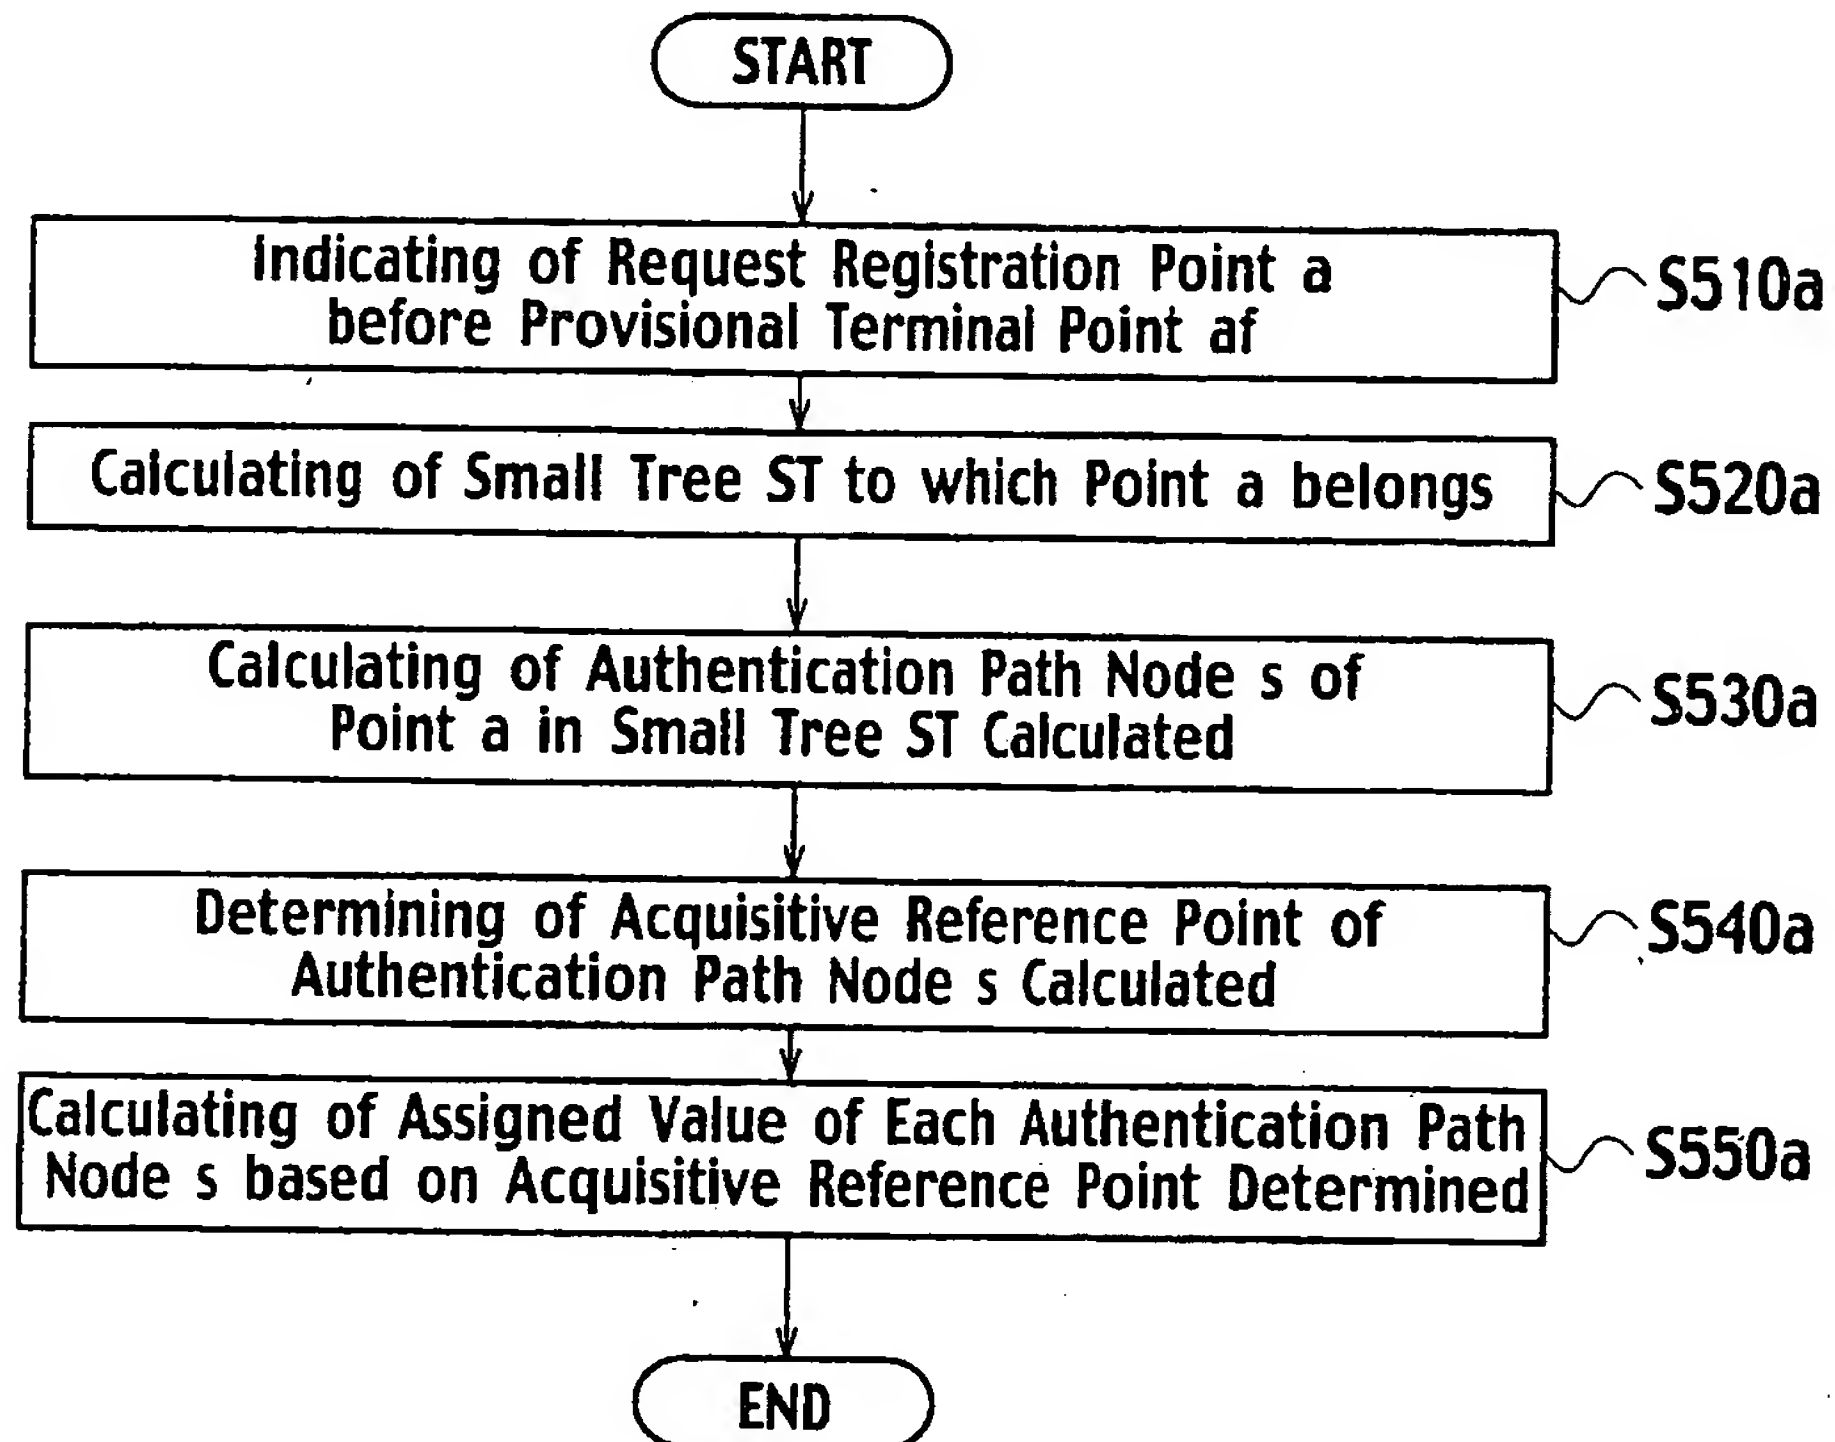 START
Indicating of Request Registration Point a
before Provisional Terminal Point af
S510a
Calculating of Small Tree ST to which Point a belongs
S520a
Calculating of Authentication Path Node s of
Point a in Small Tree ST Calculated
S530a
Determining of Acquisitive Reference Point of
Authentication Path Node s Calculated
S540a
Calculating of Assigned Value of Each Authentication Path
Node s based on Acquisitive Reference Point Determined
S550a
END